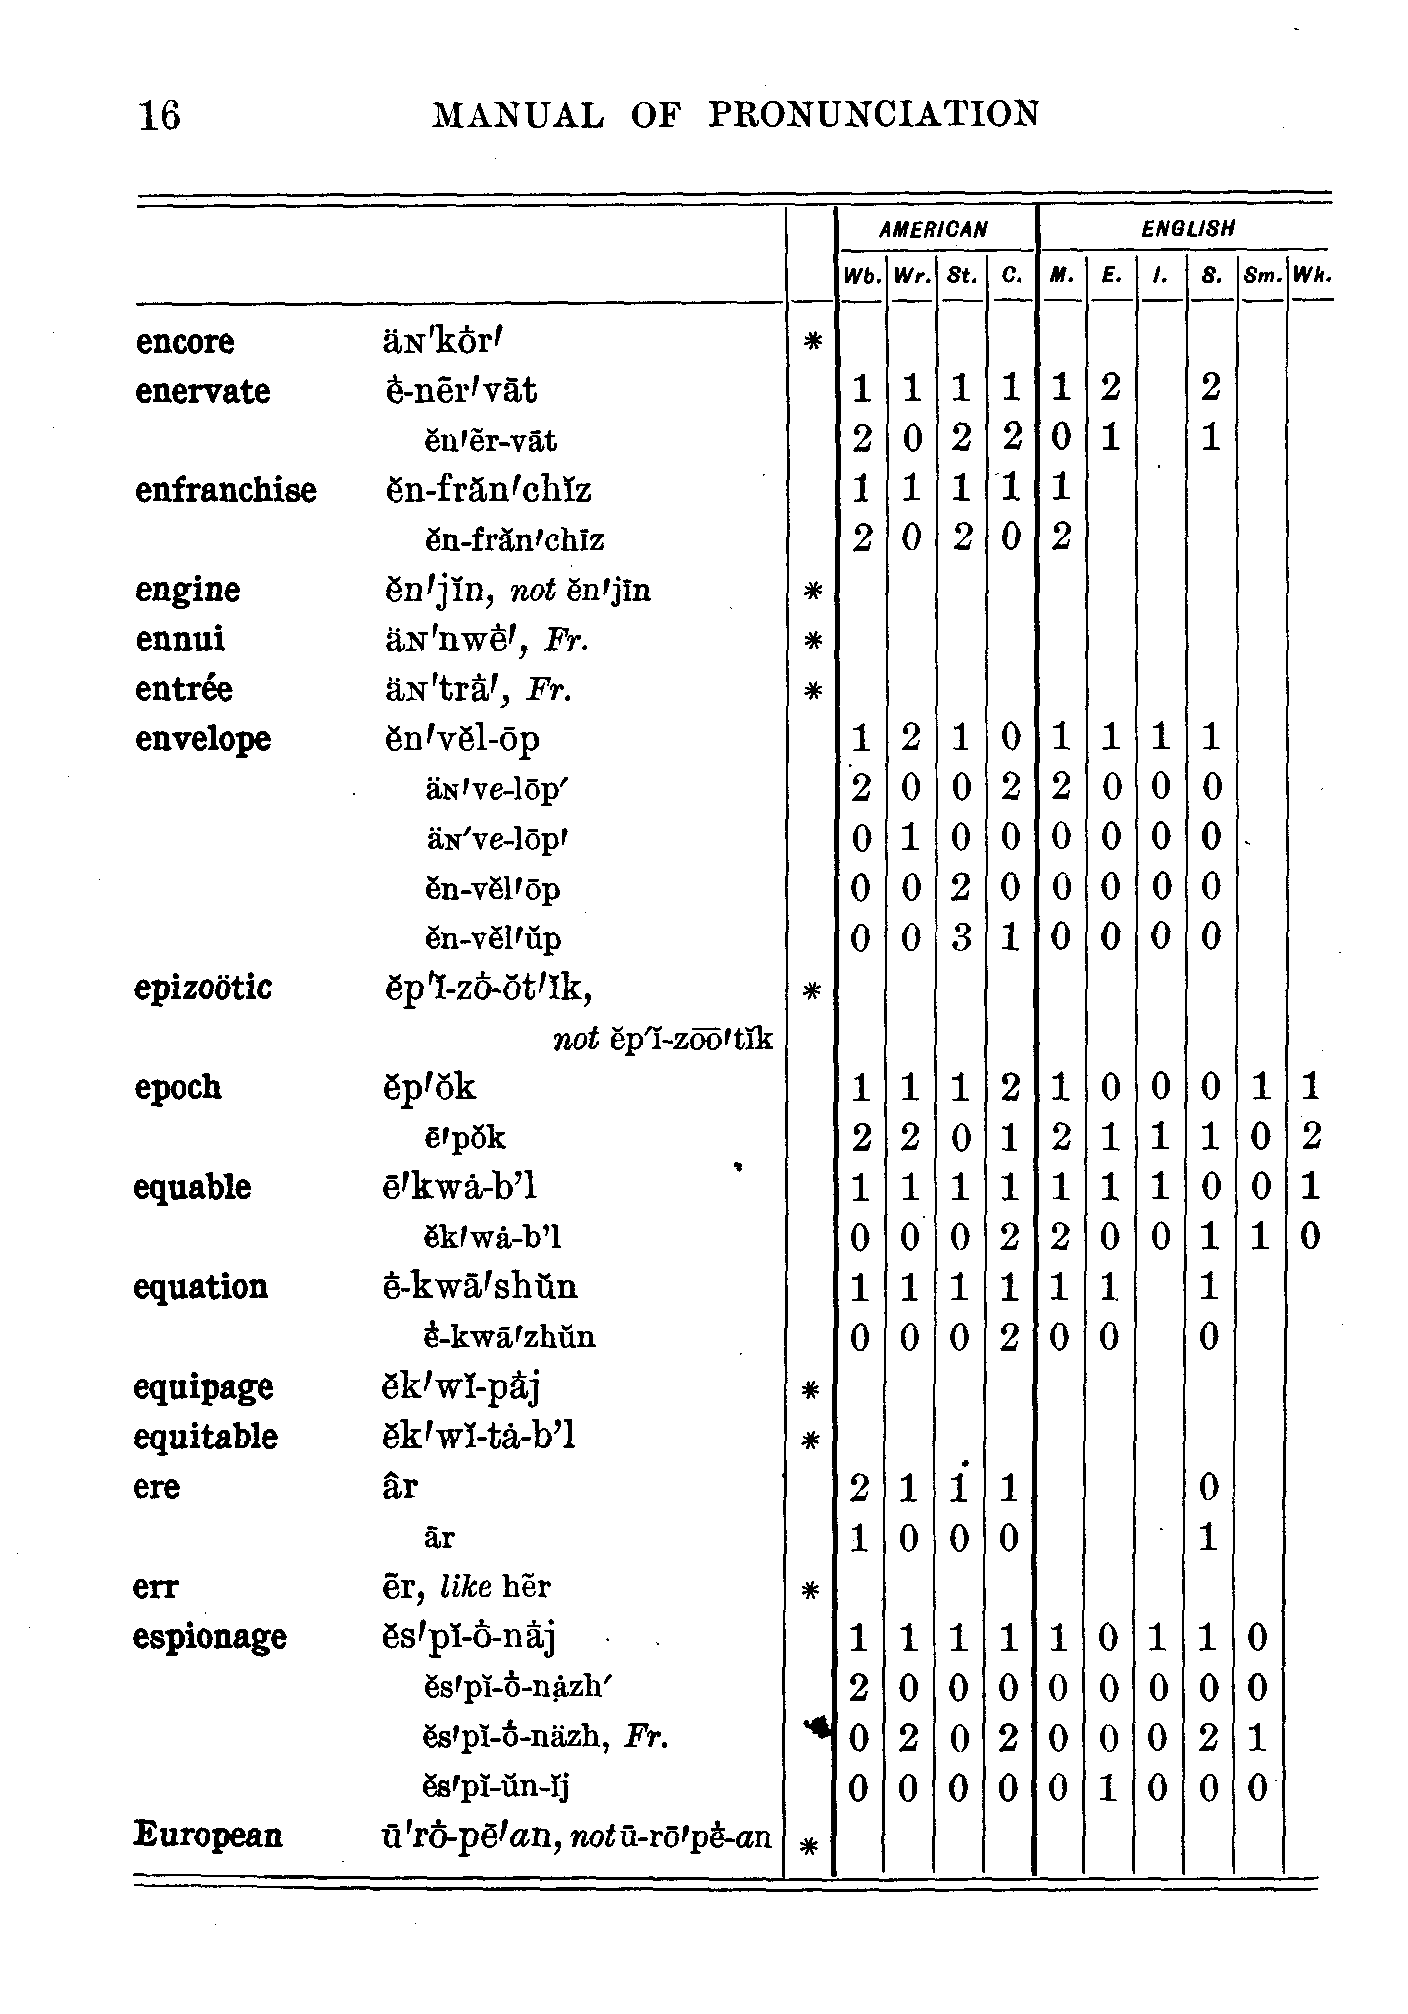 16 MANUAL OF PRONUNCIATION
AMERICAN ENGLISH
Wb. Wr. St. C. M. E. I. S. Sm. Wk.
encore äɴ′kȯr′ *
enervate ė-nẽr′vāt 1 1 1 1 1 2 2
ĕn′ẽr-vāt 2 0 2 2 0 1 1
enfranchise ĕn-frăn′chĭz 1 1 1 1 1
ĕn-frăn′chīz 2 0 2 0 2
engine ĕn′jĭn, not ĕn′jīn *
ennui äɴ′nwē̇′, Fr. *
entrée äɴ′trā̇′, Fr. *
envelope ĕn′vĕl-ōp 1 2 1 0 1 1 1 1
äɴ′ve-lōp′ 2 0 0 2 2 0 0 0
äɴ′ve-lōp′ 0 1 0 0 0 0 0 0
ĕn-vĕl′ōp 0 0 2 0 0 0 0 0
ĕn-vĕl′ŭp 0 0 3 1 0 0 0 0
epizoötic ĕp′ĭ-zō̇-ŏt′ĭk, *
not ĕp′ĭ-zo͞o′tĭk
epoch ĕp′ŏk 1 1 1 2 1 0 0 0 1 1
ē′pŏk 2 2 0 1 2 1 1 1 0 2
equable ē′kwȧ-b’l 1 1 1 1 1 1 1 0 0 1
ĕk′wȧ-b’l 0 0 0 2 2 0 0 1 1 0
equation ē̇-kwā′shŭn 1 1 1 1 1 1 1
ē̇-kwā′zhŭn 0 0 0 2 0 0 0
equipage ĕk′wĭ-pā̇j *
equitable ĕk′wĭ-tȧ-b’l *
ere âr 2 1 1 1 0
ār 1 0 0 0 1
err ẽr, like hẽr *
espionage ĕs′pĭ-ō̇-nā̇j 1 1 1 1 1 0 1 1 0
ĕs′pĭ-ō̇-nạ̇zh′ 2 0 0 0 0 0 0 0 0
ĕs′pĭ-ō̇-näzh, Fr. 0 2 0 2 0 0 0 2 1
ĕs′pĭ-ŭn-ĭj 0 0 0 0 0 1 0 0 0
European ū′rō̇-pē′an, not ū-rō′pē̇-an *